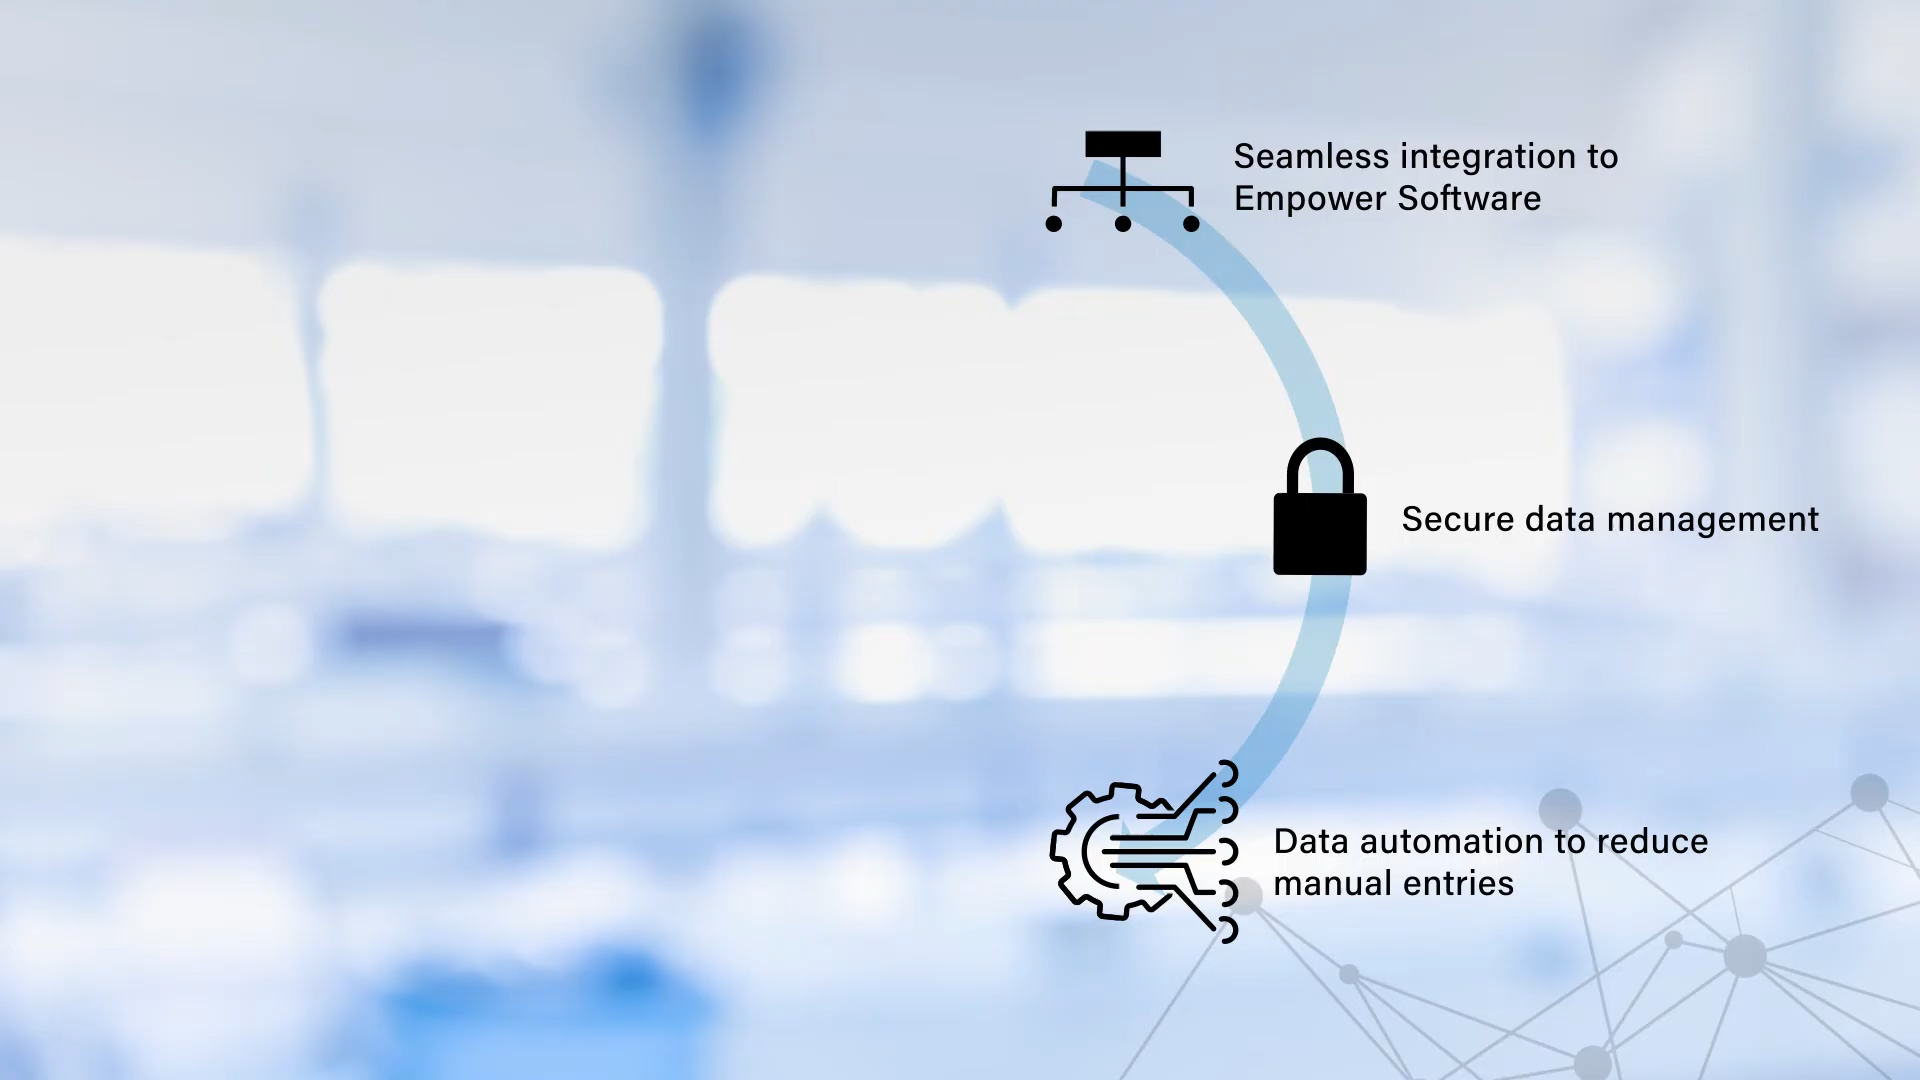 Seamless integration to
Empower Software
Secure data management
Data automation to reduce
manual entries